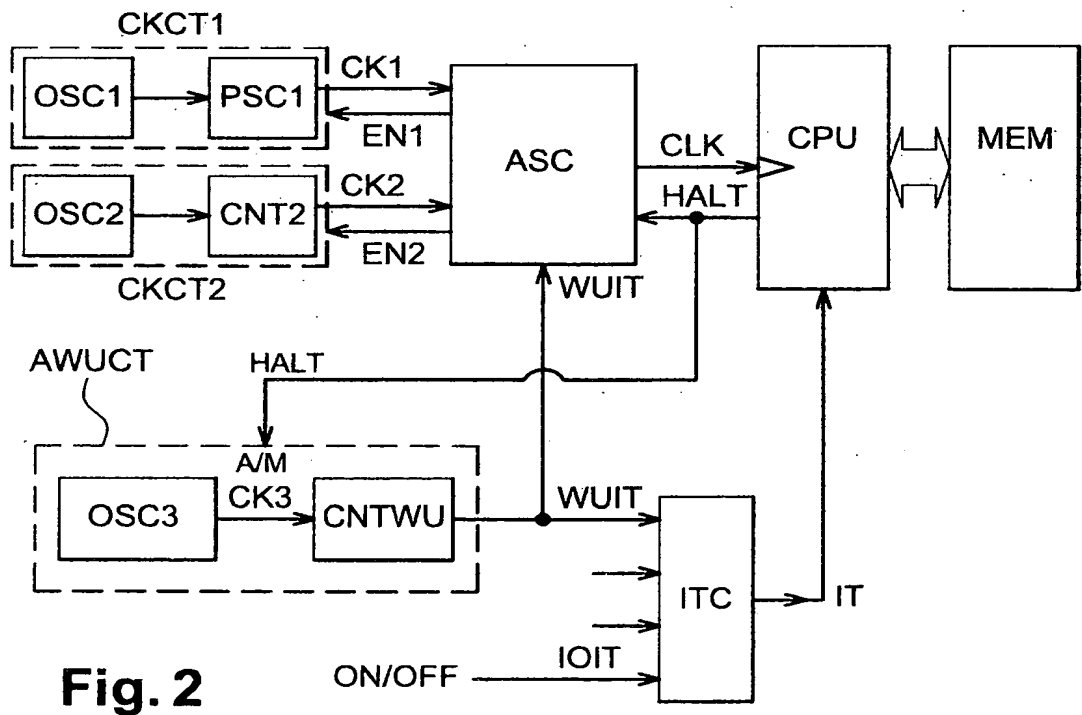 CKCT1
OSC1
PSC1
CK1
EN1
OSC2
CNT2
CK2
EN2
CKCT2
ASC
CLK
HALT
CPU
MEM
WUIT
AWUCT
HALT
A/M
OSC3
CK3
CNTWU
WUIT
ITC
IT
ON/OFF
IOIT
Fig. 2